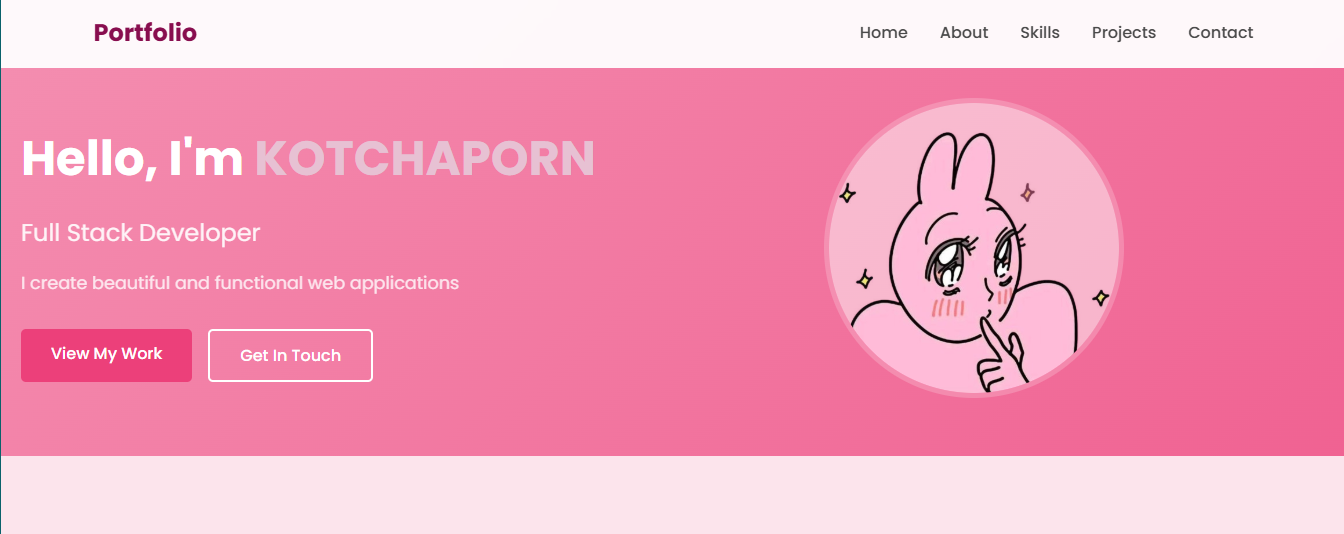 Portfolio
Home About Skills Projects Contact
Hello, I'm KOTCHAPORN
Full Stack Developer
I create beautiful and functional web applications
View My Work Get In Touch